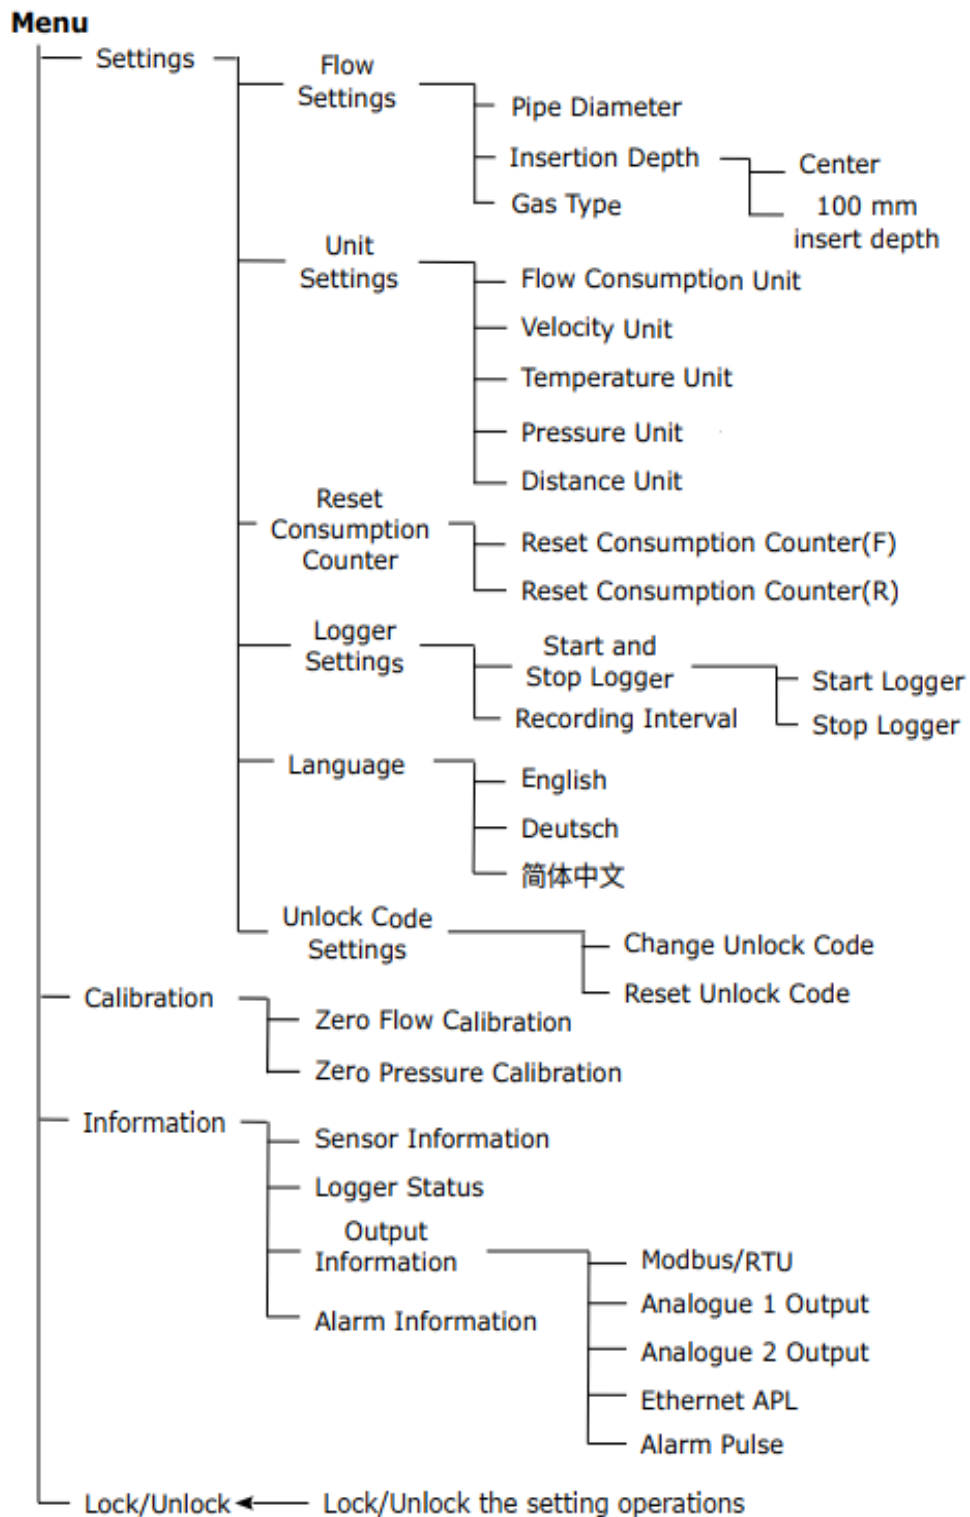 Menu
Settings
Flow
Settings
Pipe Diameter
Insertion Depth
Center
Gas Type
100 mm
insert depth
Unit
Settings
Flow Consumption Unit
Velocity Unit
Temperature Unit
Pressure Unit
Distance Unit
Reset
Consumption
Counter
Reset Consumption Counter(F)
Reset Consumption Counter(R)
Logger
Settings
Start and
Stop Logger
Start Logger
Stop Logger
Recording Interval
Language
English
Deutsch
简体中文
Unlock Code
Settings
Change Unlock Code
Reset Unlock Code
Calibration
Zero Flow Calibration
Zero Pressure Calibration
Information
Sensor Information
Logger Status
Output
Information
Modbus/RTU
Analogue 1 Output
Analogue 2 Output
Ethernet APL
Alarm Pulse
Alarm Information
Lock/Unlock
Lock/Unlock the setting operations